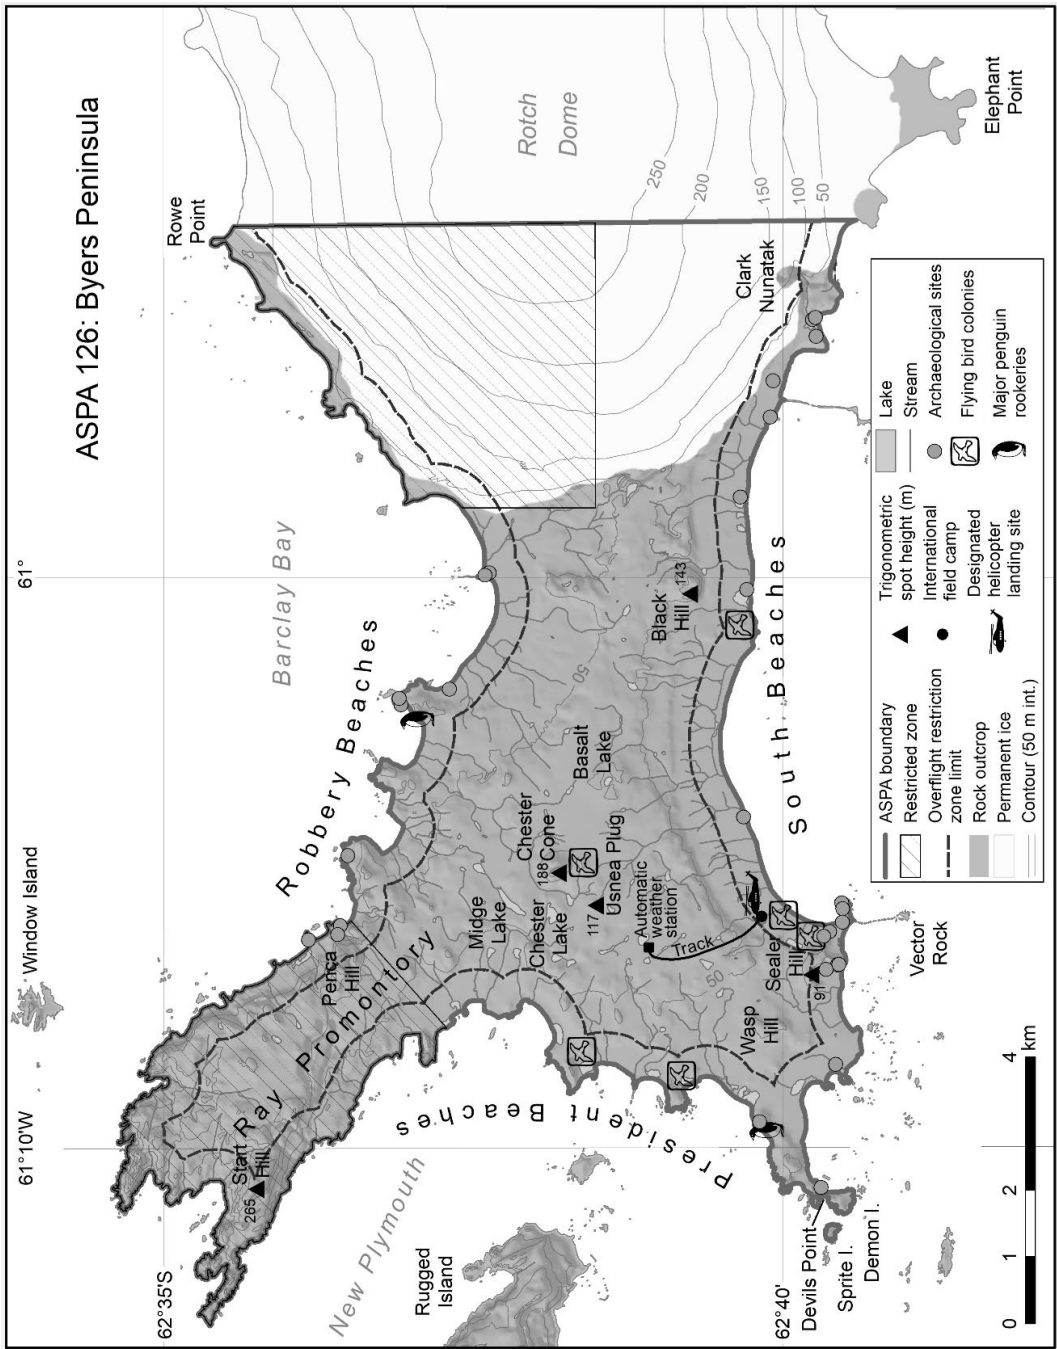 ASPA 126: Byers Peninsula
61°10'W
61°
62°35'S
62°40'
Window Island
Robbery Beaches
Barclay Bay
Rowe
Point
Rotch
Dome
250
200
150
100
50
Elephant
Point
Clark
Nunatak
Start
Hill
265
Ray Promontory
Penca
Hill
New Plymouth
Rugged
Island
President Beaches
Midge
Lake
Chester
Lake
Chester
Cone
188
Usnea Plug
117
Basalt
Lake
50
Black
Hill
143
Automatic
weather
station
Track
50
Sealer
Hill
91
Wasp
Hill
South Beaches
Vector
Rock
Devils Point
Sprite I.
Demon I.
0 1 2 4
km
ASPA boundary
Restricted zone
Overflight restriction
zone limit
Rock outcrop
Permanent ice
Contour (50 m int.)
Trigonometric
spot height (m)
International
field camp
Designated
helicopter
landing site
Lake
Stream
Archaeological sites
Flying bird colonies
Major penguin
rookeries